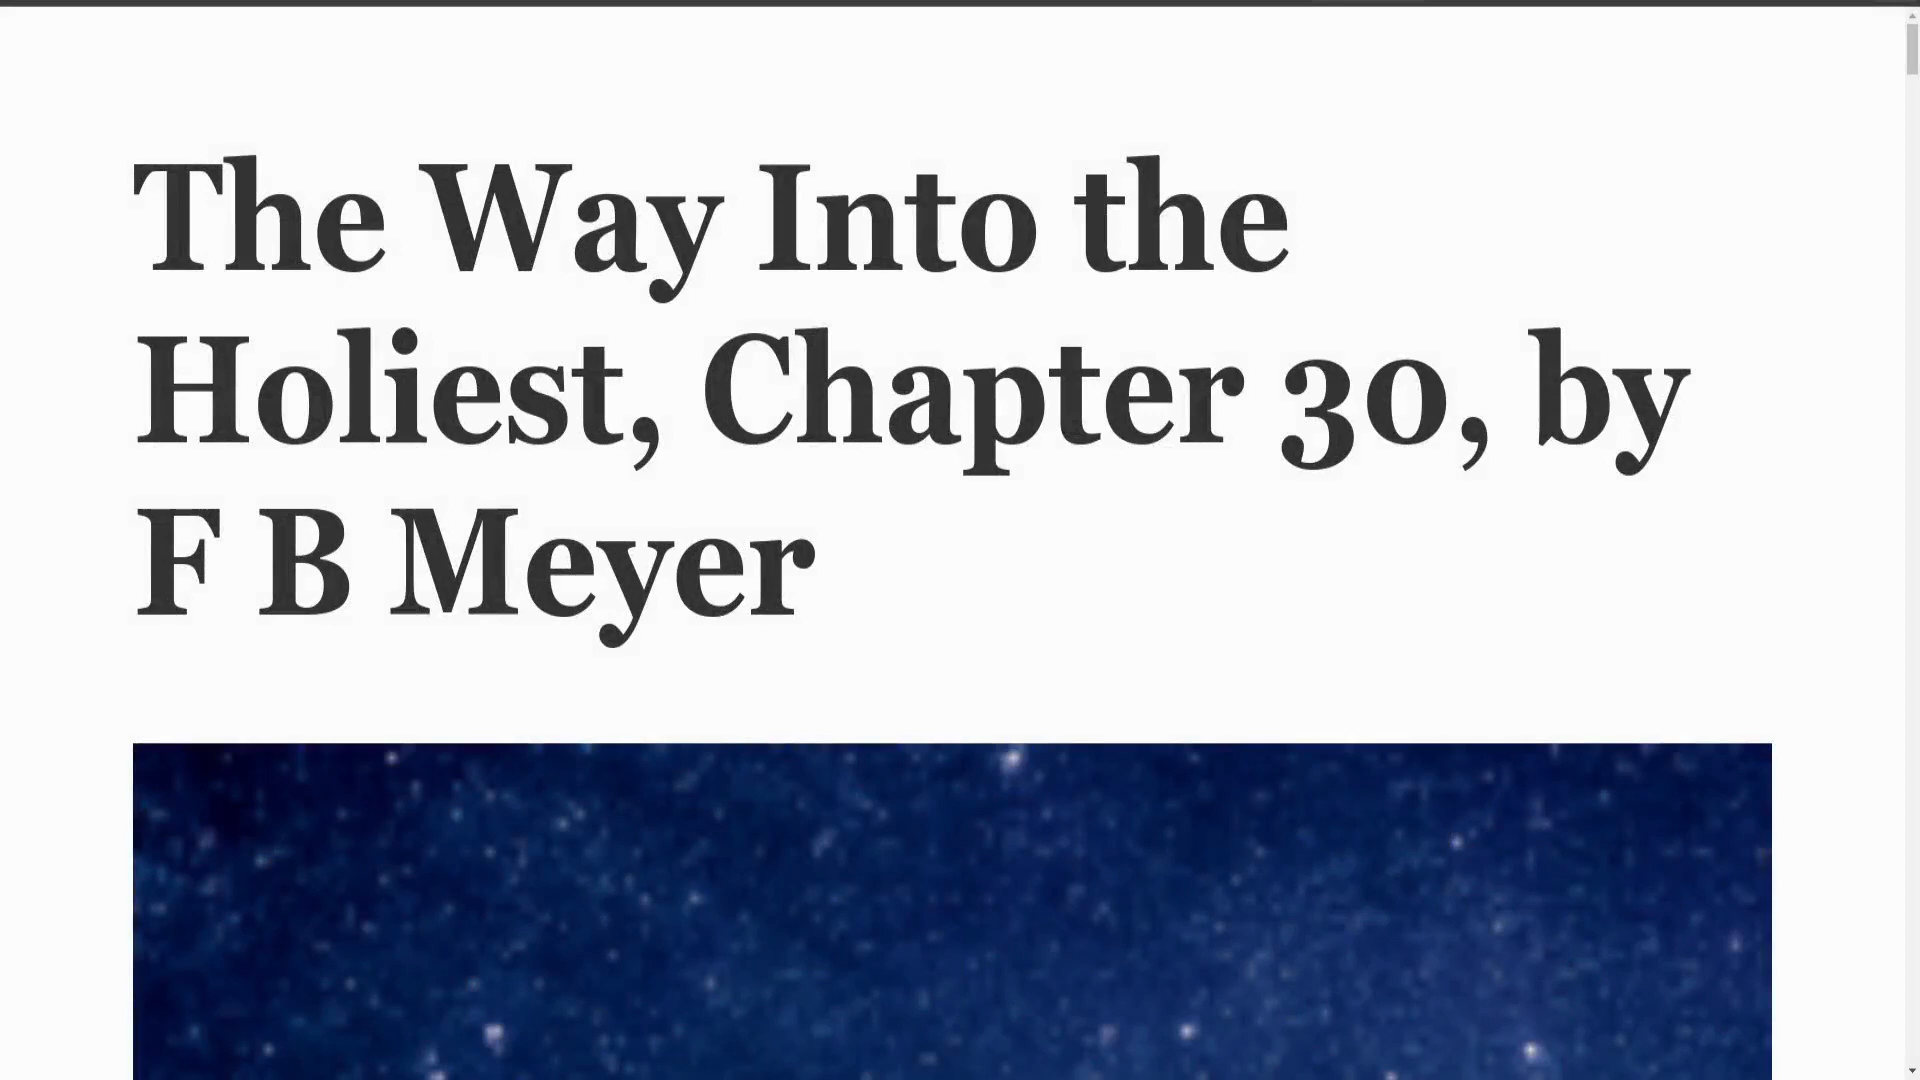 The Way Into the
Holiest, Chapter 30, by
F B Meyer